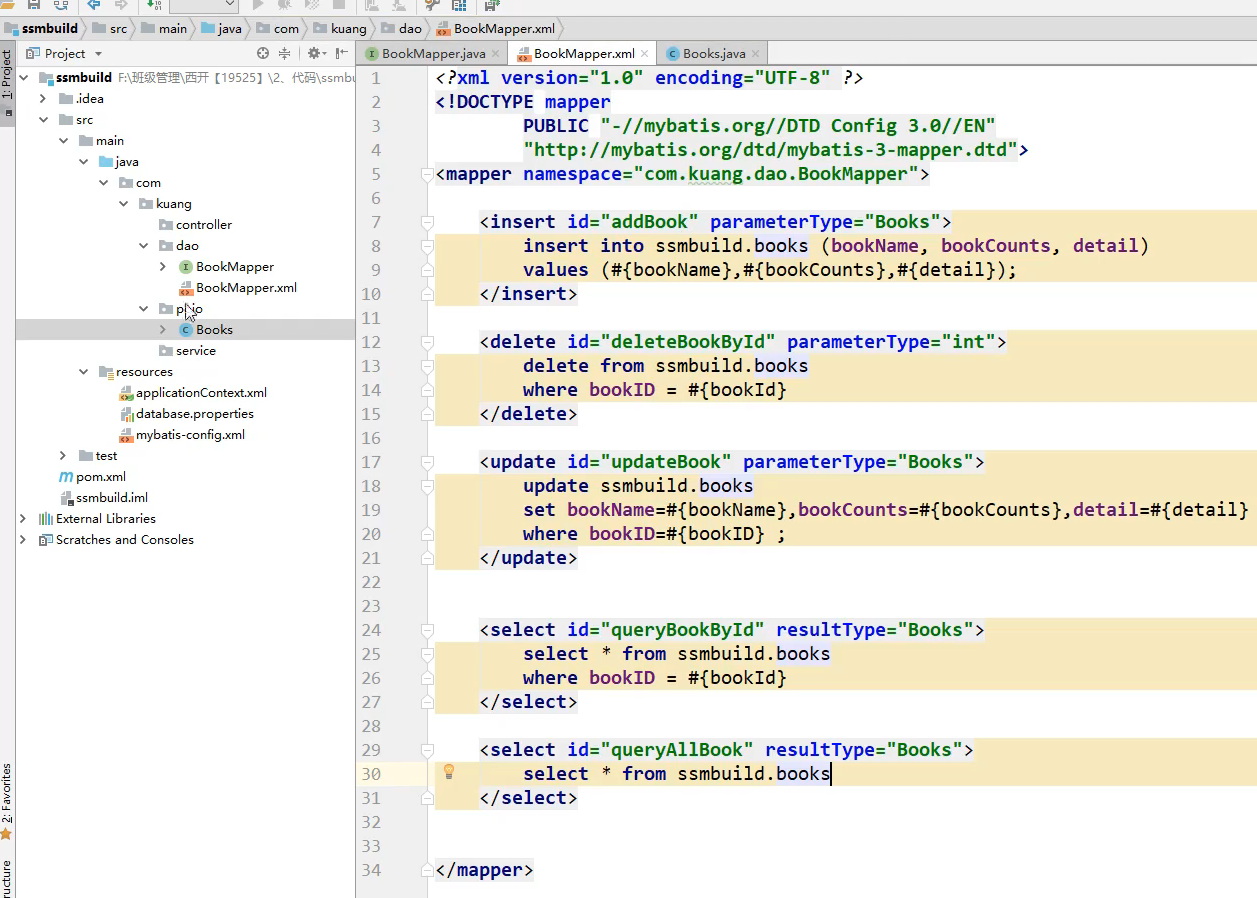 ssmbuild src main java com kuang dao BookMapper.xml
1: Project
Project
BookMapper.java BookMapper.xml Books.java
ssmbuild F:\班级管理\西开【19525】\2、代码\ssmbu
.idea
src
main
java
com
kuang
controller
dao
BookMapper
BookMapper.xml
Books
service
resources
applicationContext.xml
database.properties
mybatis-config.xml
test
pom.xml
ssmbuild.iml
External Libraries
Scratches and Consoles
2: Favorites
ructure
1 <?xml version="1.0" encoding="UTF-8" ?>
2 <!DOCTYPE mapper
3 PUBLIC "-//mybatis.org//DTD Config 3.0//EN"
4 "http://mybatis.org/dtd/mybatis-3-mapper.dtd">
5 <mapper namespace="com.kuang.dao.BookMapper">
6
7 <insert id="addBook" parameterType="Books">
8 insert into ssmbuild.books (bookName, bookCounts, detail)
9 values (#{bookName},#{bookCounts},#{detail});
10 </insert>
11
12 <delete id="deleteBookById" parameterType="int">
13 delete from ssmbuild.books
14 where bookID = #{bookId}
15 </delete>
16
17 <update id="updateBook" parameterType="Books">
18 update ssmbuild.books
19 set bookName=#{bookName},bookCounts=#{bookCounts},detail=#{detail}
20 where bookID=#{bookID} ;
21 </update>
22
23
24 <select id="queryBookById" resultType="Books">
25 select * from ssmbuild.books
26 where bookID = #{bookId}
27 </select>
28
29 <select id="queryAllBook" resultType="Books">
30 select * from ssmbuild.books
31 </select>
32
33
34 </mapper>